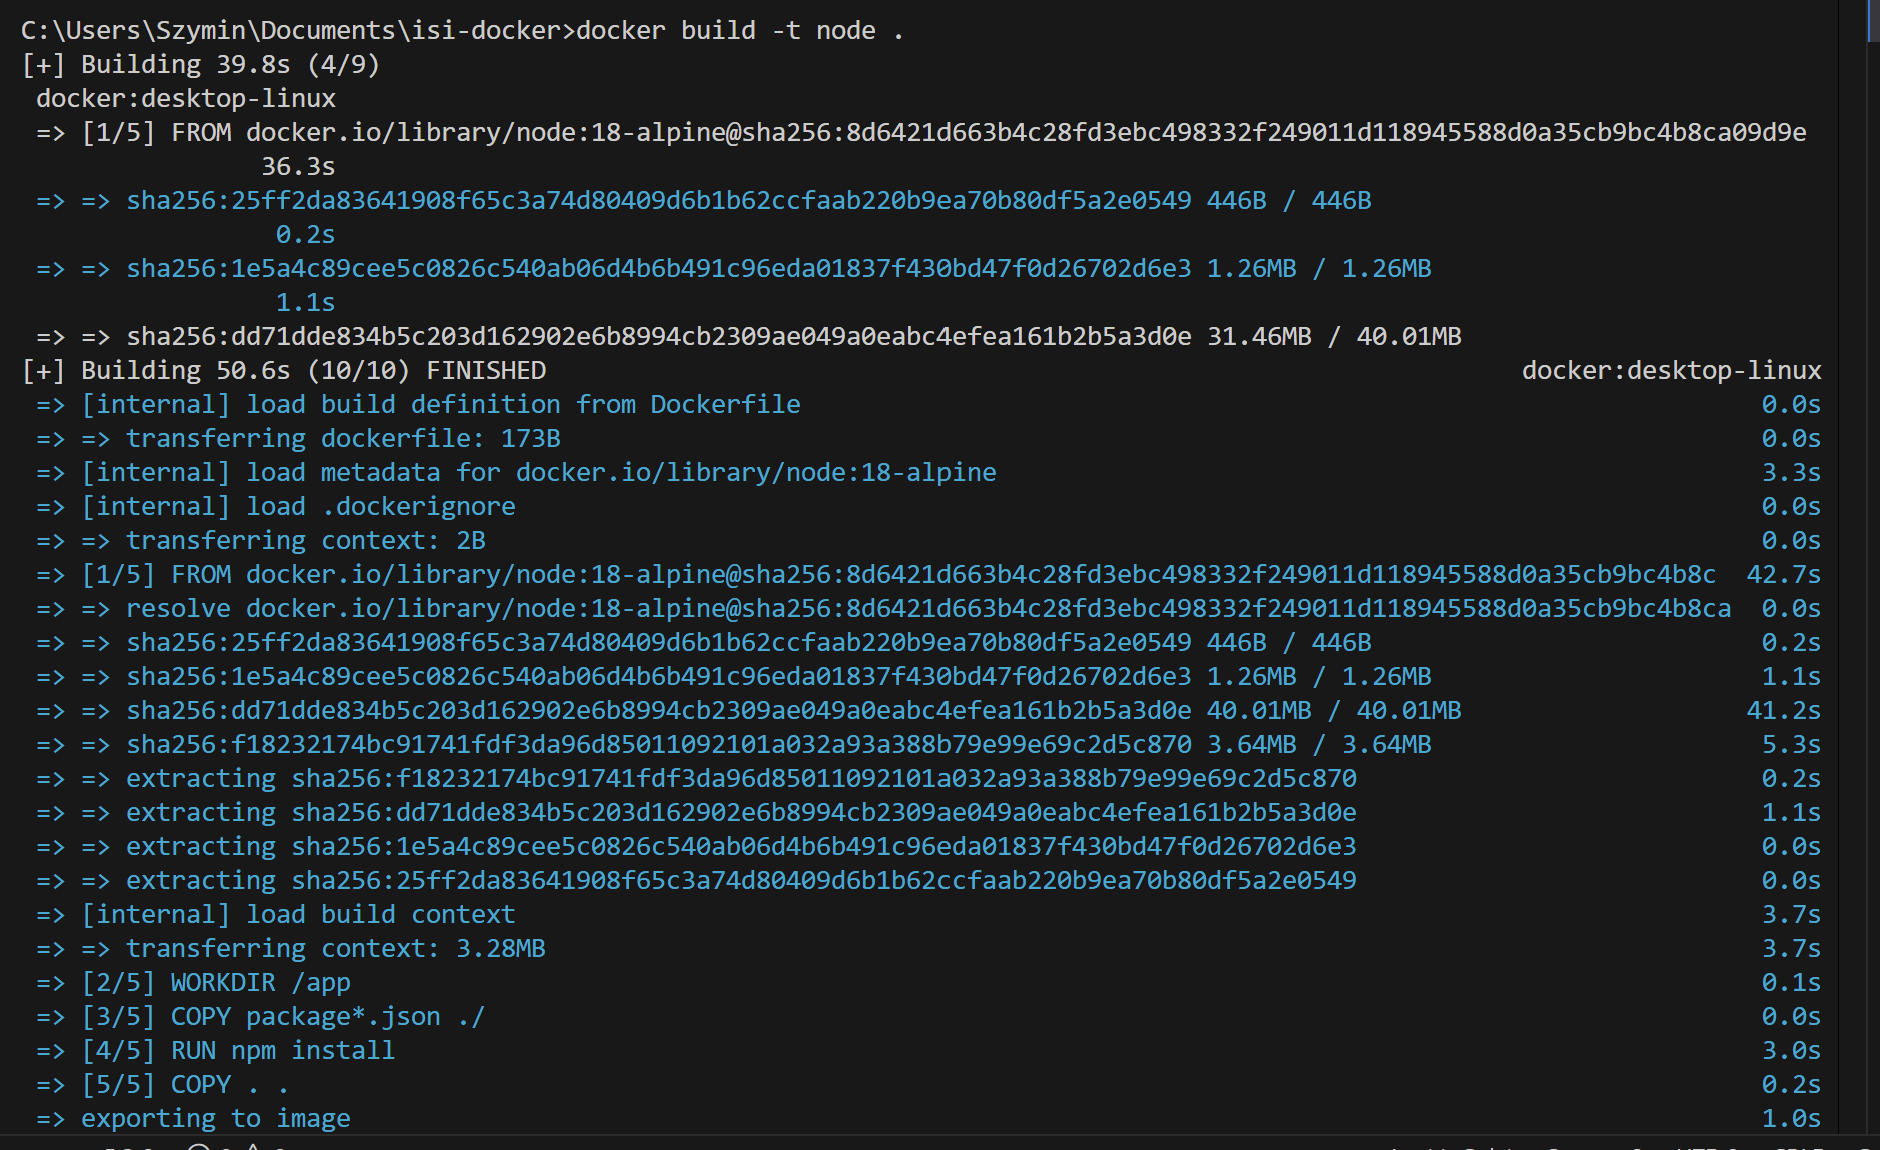 C:\Users\Szymin\Documents\isi-docker>docker build -t node .
[+] Building 39.8s (4/9)
docker:desktop-linux
=> [1/5] FROM docker.io/library/node:18-alpine@sha256:8d6421d663b4c28fd3ebc498332f249011d118945588d0a35cb9bc4b8ca09d9e
36.3s
=> => sha256:25ff2da83641908f65c3a74d80409d6b1b62ccfaab220b9ea70b80df5a2e0549 446B / 446B
0.2s
=> => sha256:1e5a4c89cee5c0826c540ab06d4b6b491c96eda01837f430bd47f0d26702d6e3 1.26MB / 1.26MB
1.1s
=> => sha256:dd71dde834b5c203d162902e6b8994cb2309ae049a0eabc4efea161b2b5a3d0e 31.46MB / 40.01MB
[+] Building 50.6s (10/10) FINISHED docker:desktop-linux
=> [internal] load build definition from Dockerfile 0.0s
=> => transferring dockerfile: 173B 0.0s
=> [internal] load metadata for docker.io/library/node:18-alpine 3.3s
=> [internal] load .dockerignore 0.0s
=> => transferring context: 2B 0.0s
=> [1/5] FROM docker.io/library/node:18-alpine@sha256:8d6421d663b4c28fd3ebc498332f249011d118945588d0a35cb9bc4b8c 42.7s
=> => resolve docker.io/library/node:18-alpine@sha256:8d6421d663b4c28fd3ebc498332f249011d118945588d0a35cb9bc4b8ca 0.0s
=> => sha256:25ff2da83641908f65c3a74d80409d6b1b62ccfaab220b9ea70b80df5a2e0549 446B / 446B 0.2s
=> => sha256:1e5a4c89cee5c0826c540ab06d4b6b491c96eda01837f430bd47f0d26702d6e3 1.26MB / 1.26MB 1.1s
=> => sha256:dd71dde834b5c203d162902e6b8994cb2309ae049a0eabc4efea161b2b5a3d0e 40.01MB / 40.01MB 41.2s
=> => sha256:f18232174bc91741fdf3da96d85011092101a032a93a388b79e99e69c2d5c870 3.64MB / 3.64MB 5.3s
=> => extracting sha256:f18232174bc91741fdf3da96d85011092101a032a93a388b79e99e69c2d5c870 0.2s
=> => extracting sha256:dd71dde834b5c203d162902e6b8994cb2309ae049a0eabc4efea161b2b5a3d0e 1.1s
=> => extracting sha256:1e5a4c89cee5c0826c540ab06d4b6b491c96eda01837f430bd47f0d26702d6e3 0.0s
=> => extracting sha256:25ff2da83641908f65c3a74d80409d6b1b62ccfaab220b9ea70b80df5a2e0549 0.0s
=> [internal] load build context 3.7s
=> => transferring context: 3.28MB 3.7s
=> [2/5] WORKDIR /app 0.1s
=> [3/5] COPY package*.json ./ 0.0s
=> [4/5] RUN npm install 3.0s
=> [5/5] COPY . . 0.2s
=> exporting to image 1.0s